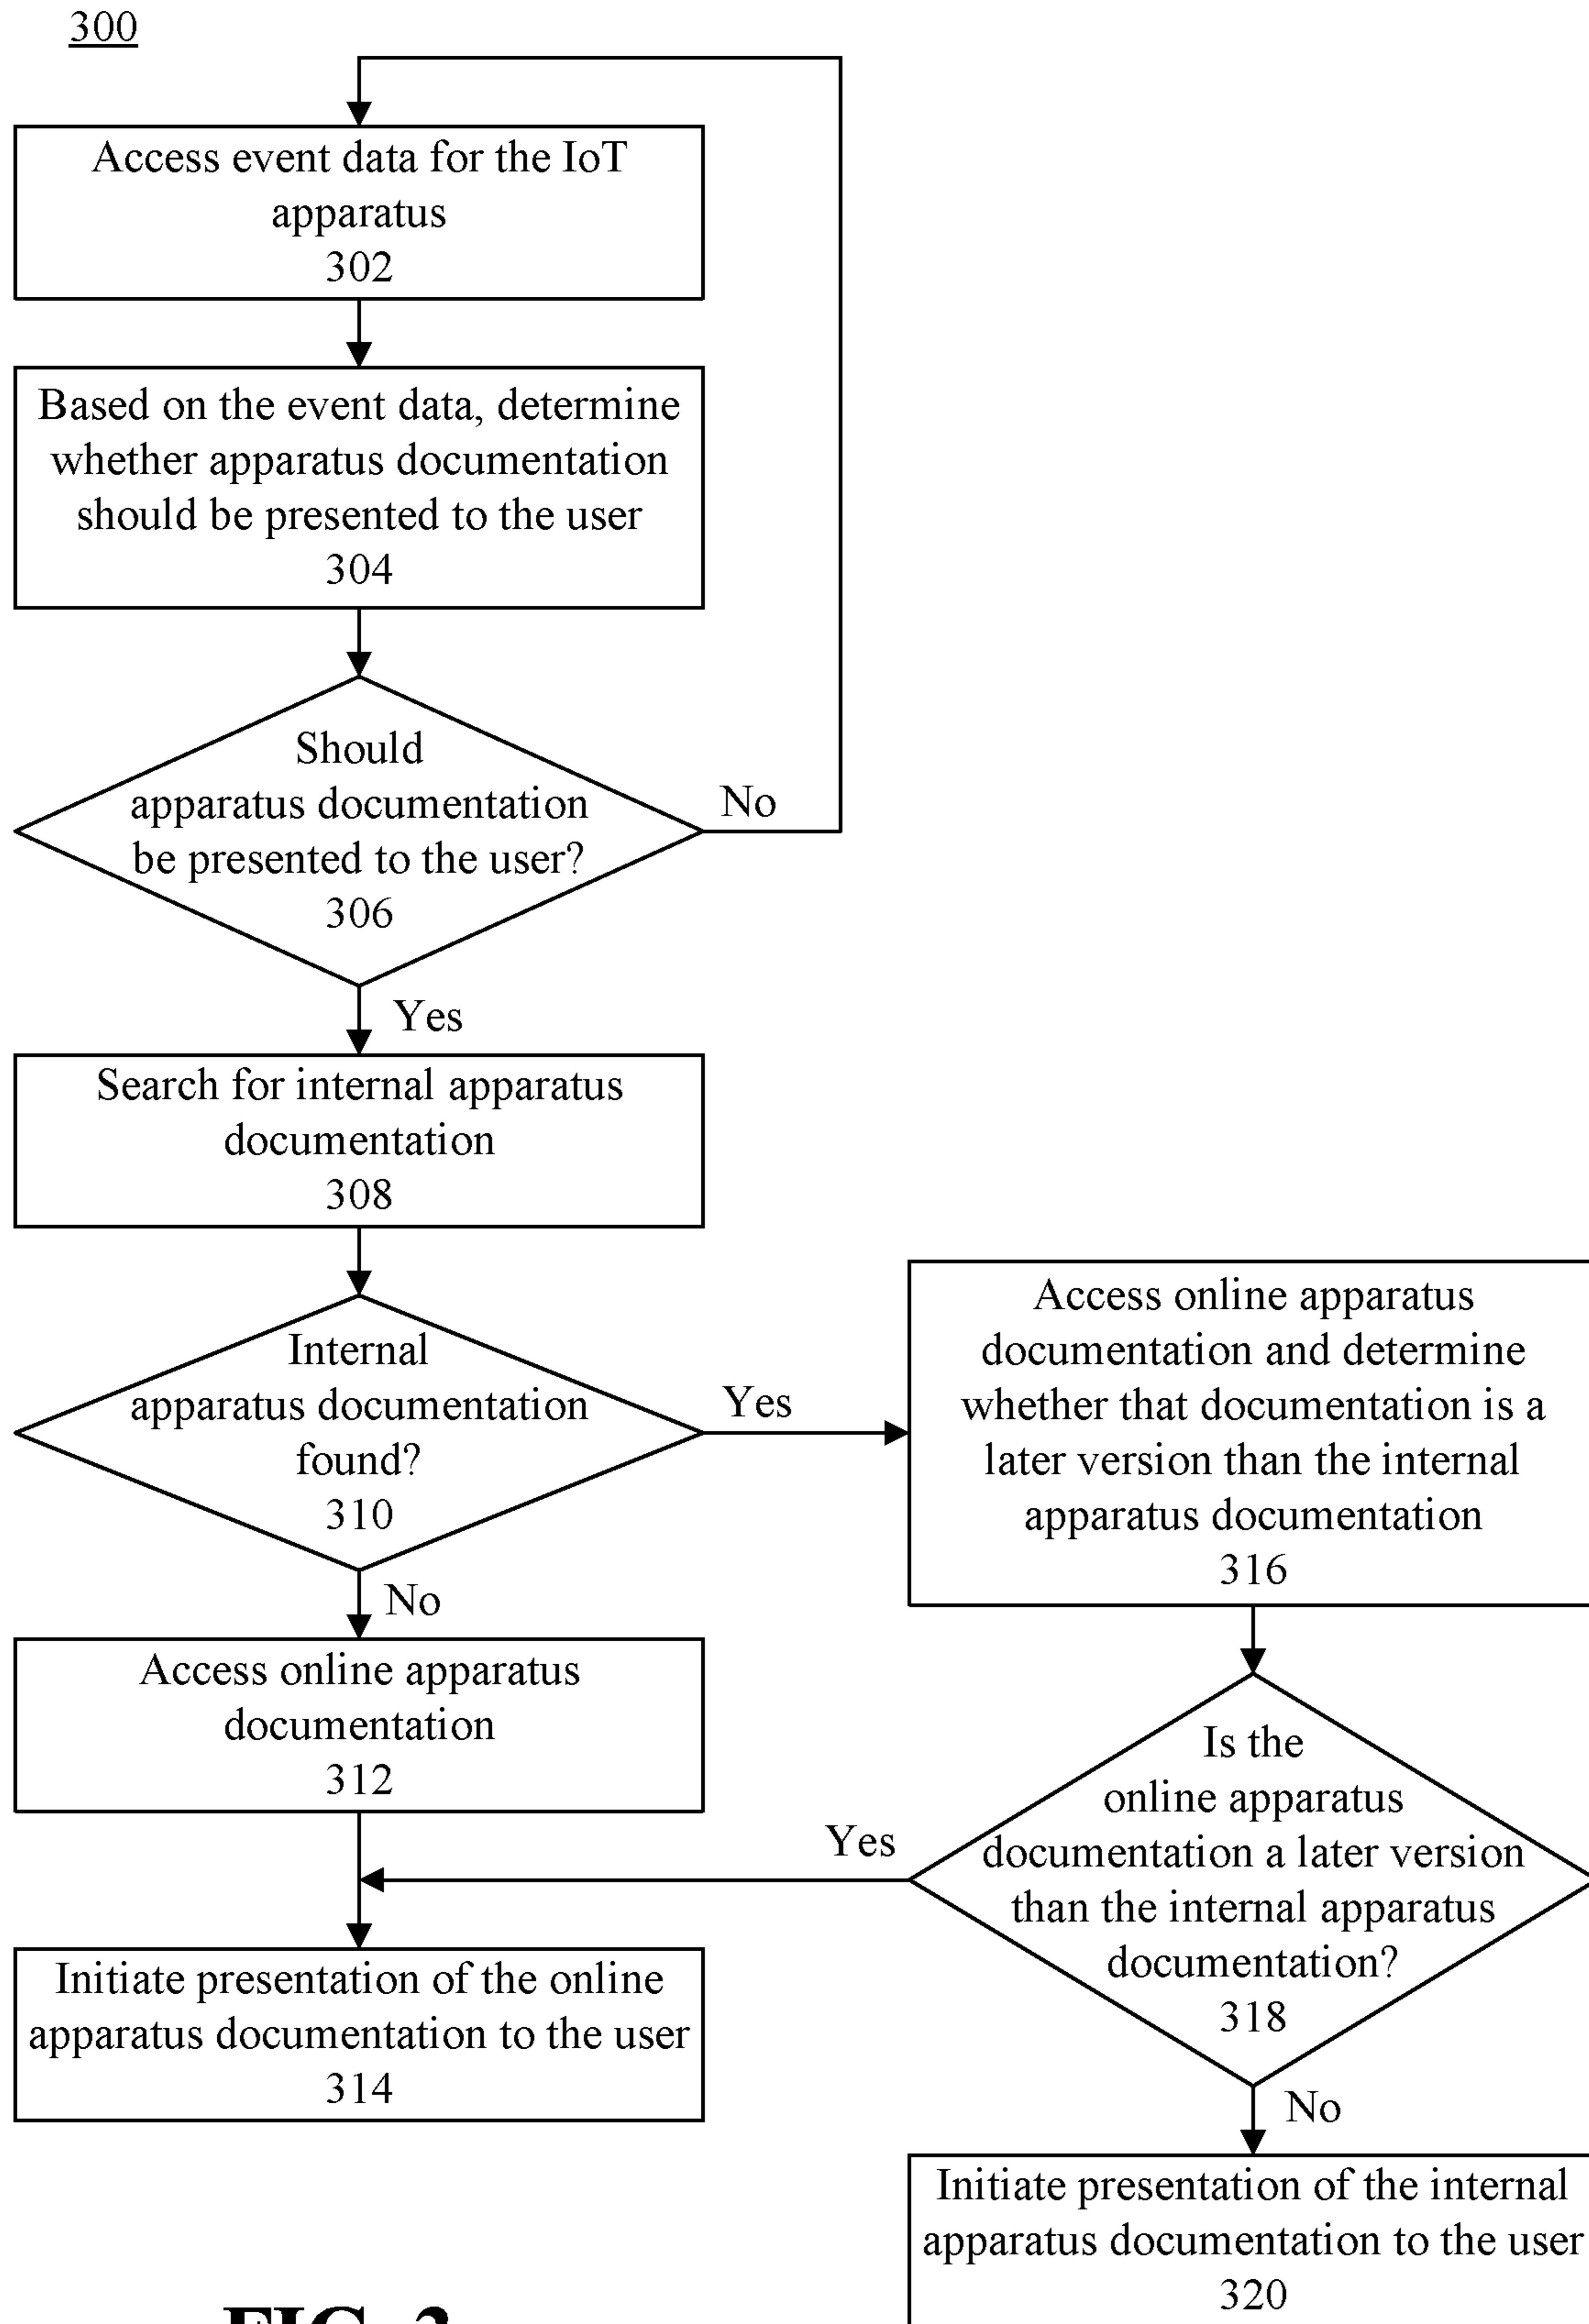 300
Access event data for the IoT
apparatus
302
Based on the event data, determine
whether apparatus documentation
should be presented to the user
304
Should
apparatus documentation
be presented to the user?
306
No
Yes
Search for internal apparatus
documentation
308
Internal
apparatus documentation
found?
310
Yes
No
Access online apparatus
documentation and determine
whether that documentation is a
later version than the internal
apparatus documentation
316
Access online apparatus
documentation
312
Is the
online apparatus
documentation a later version
than the internal apparatus
documentation?
318
Yes
No
Initiate presentation of the online
apparatus documentation to the user
314
Initiate presentation of the internal
apparatus documentation to the user
320
FIG. 3